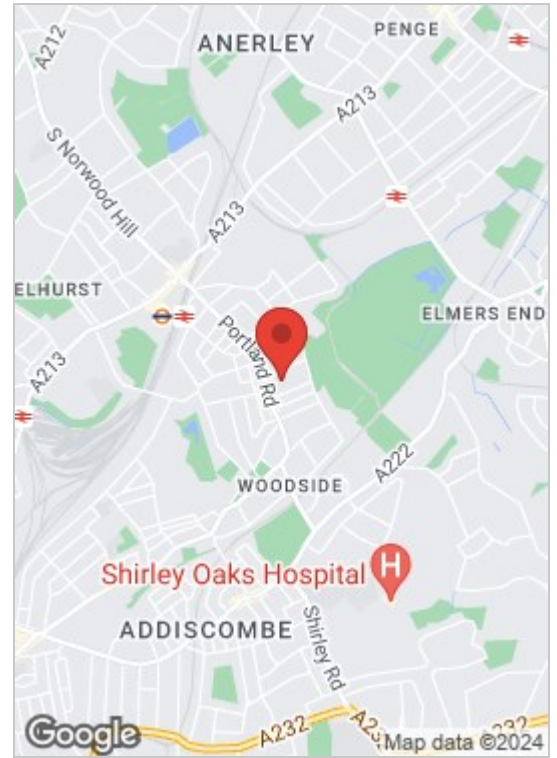 ANERLEY
PENGE
A212
A213
S Norwood Hill
A213
ELHURST
ELMERS END
Portland Rd
A213
A222
WOODSIDE
Shirley Oaks Hospital
H
ADDISCOMBE
Shirley Rd
A232
A232
A23
Google
Map data ©2024